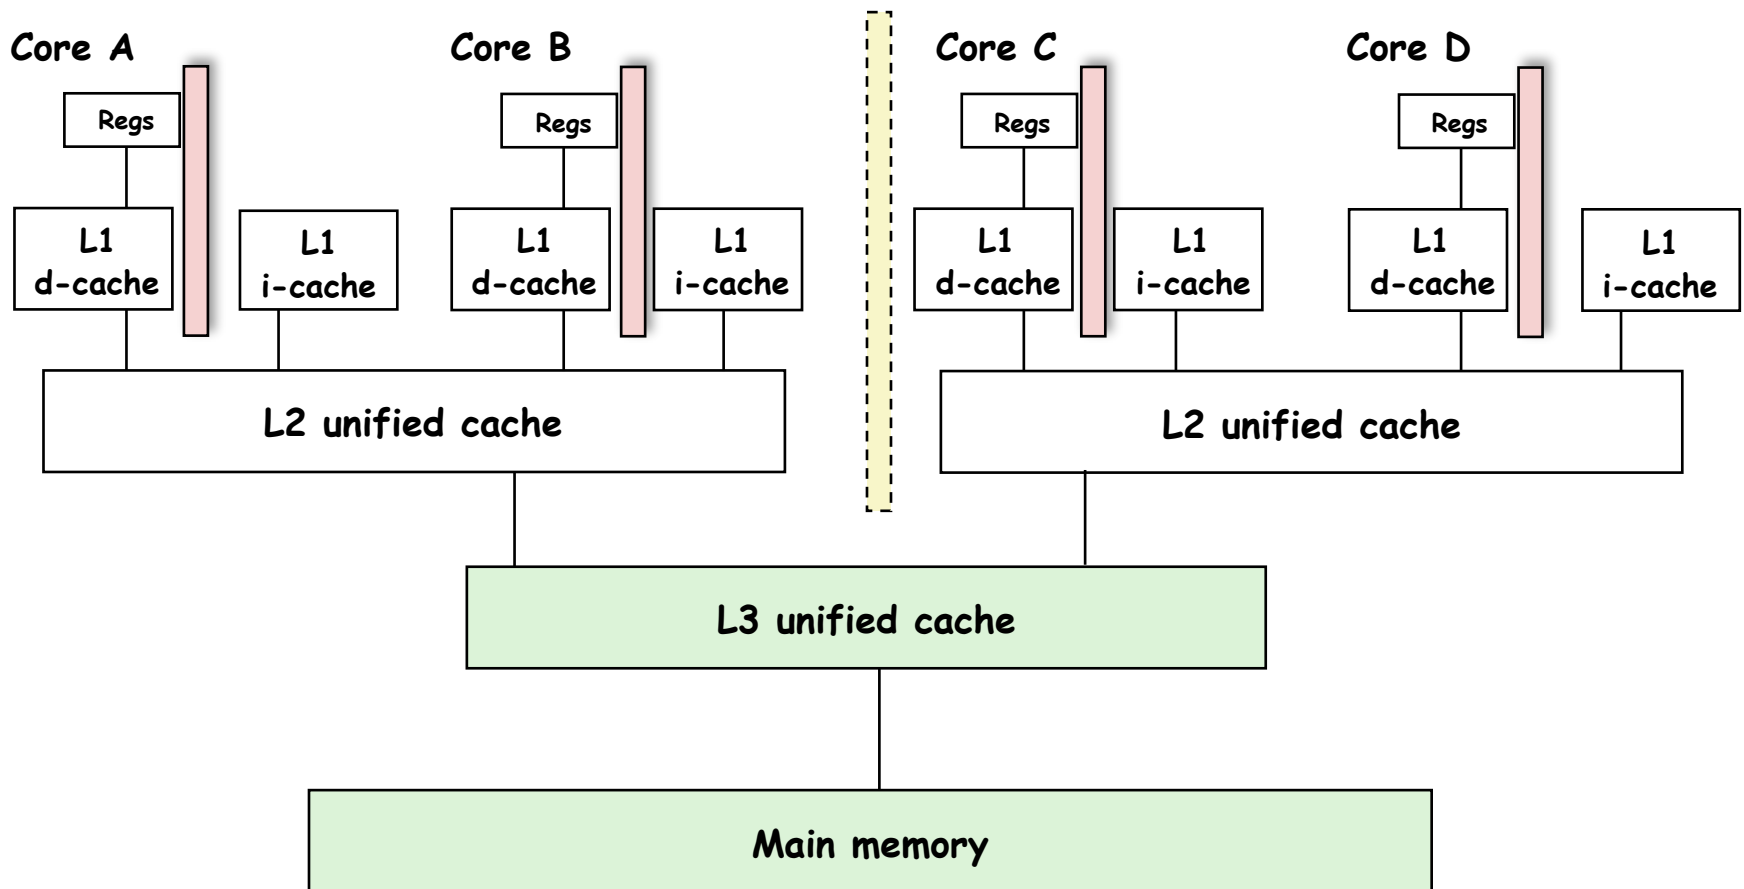 Core A
Core B
Core C
Core D
Regs
Regs
Regs
Regs
L1
d-cache
L1
i-cache
L1
d-cache
L1
i-cache
L1
d-cache
L1
i-cache
L1
d-cache
L1
i-cache
L2 unified cache
L2 unified cache
L3 unified cache
Main memory